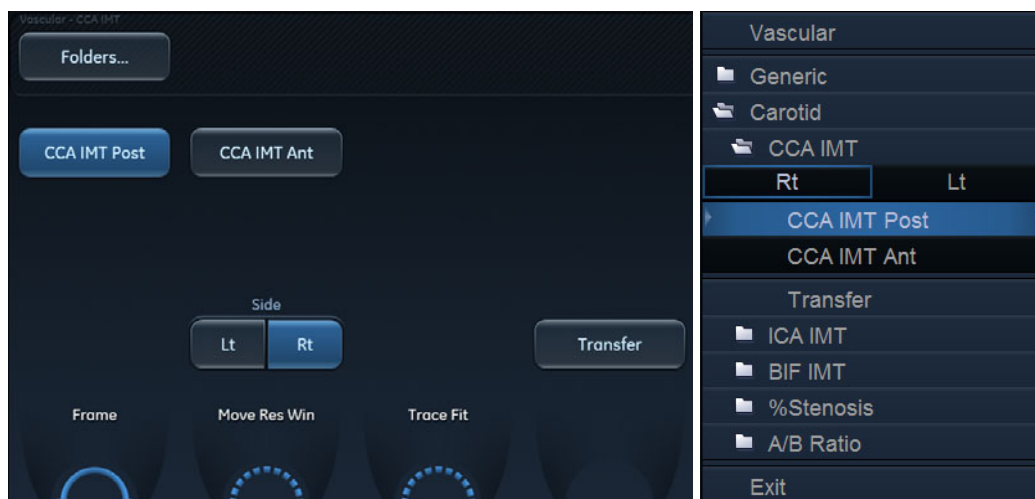 Vascular - CCA IMT
Folders...
CCA IMT Post
CCA IMT Ant
Side
Lt
Rt
Transfer
Frame
Move Res Win
Trace Fit
Vascular
Generic
Carotid
CCA IMT
Rt
Lt
CCA IMT Post
CCA IMT Ant
Transfer
ICA IMT
BIF IMT
%Stenosis
A/B Ratio
Exit